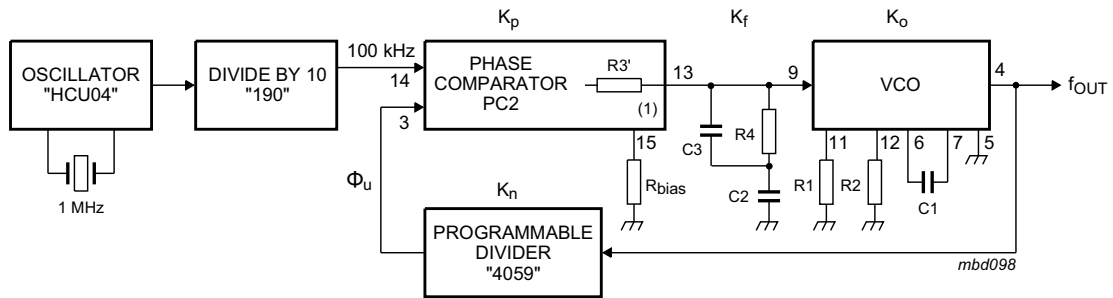 Kp
Kf
Ko
OSCILLATOR
"HCU04"
1 MHz
DIVIDE BY 10
"190"
100 kHz
14
3
PHASE
COMPARATOR
PC2
R3'
(1)
13
15
Rbias
C3
R4
C2
9
VCO
4
fOUT
11
12
6
7
5
R1
R2
C1
Φu
Kn
PROGRAMMABLE
DIVIDER
"4059"
mbd098